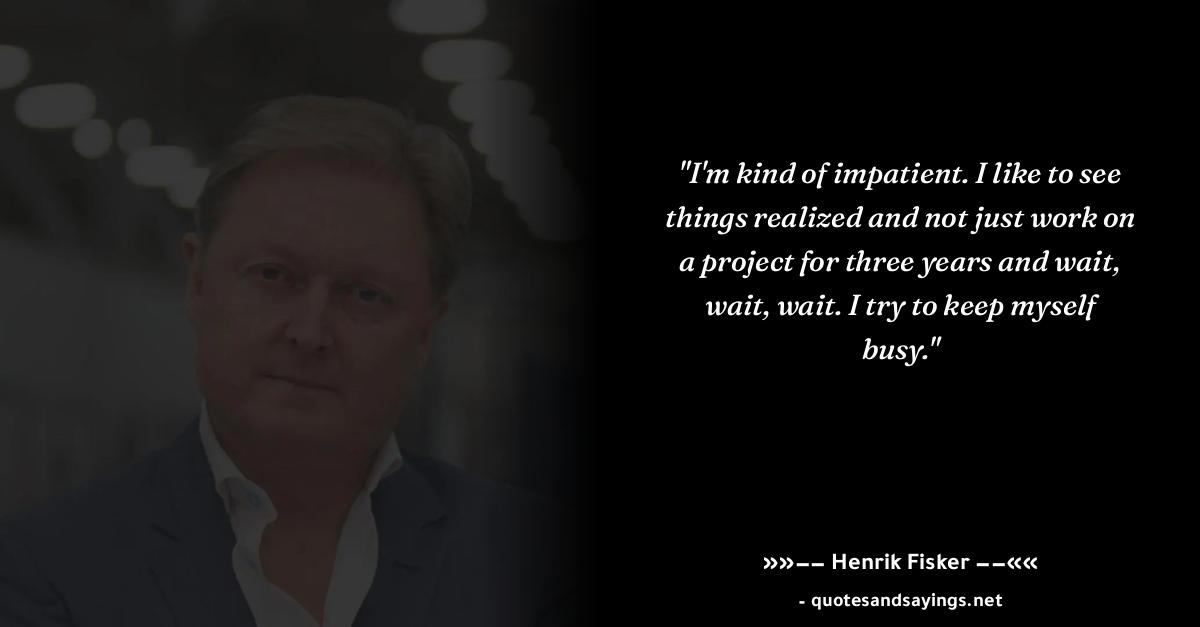 "I'm kind of impatient. I like to see
things realized and not just work on
a project for three years and wait,
wait, wait. I try to keep myself
busy."
»»−− Henrik Fisker −−««
- quotesandsayings.net